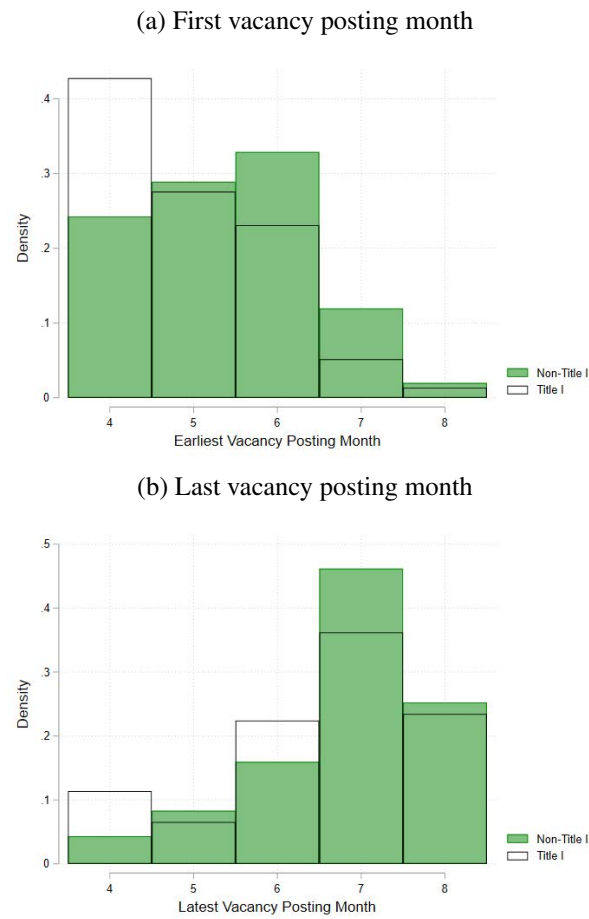 (a) First vacancy posting month
.4
.3
.2
.1
0
Density
4 5 6 7 8
Earliest Vacancy Posting Month
Non-Title I
Title I
(b) Last vacancy posting month
.5
.4
.3
.2
.1
0
Density
4 5 6 7 8
Latest Vacancy Posting Month
Non-Title I
Title I